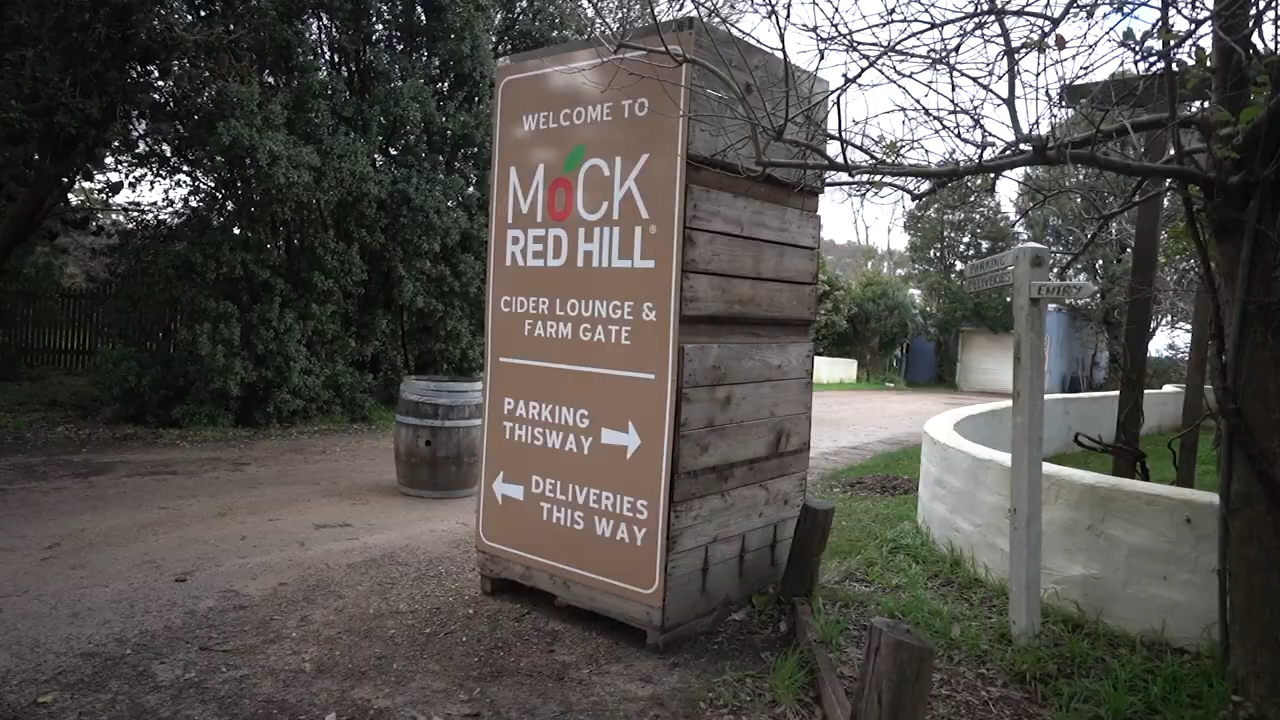 WELCOME TO
MoCK
RED HILL®
CIDER LOUNGE &
FARM GATE
PARKING
THISWAY
DELIVERIES
THIS WAY
PARKING
DELIVERIES
ENTRY